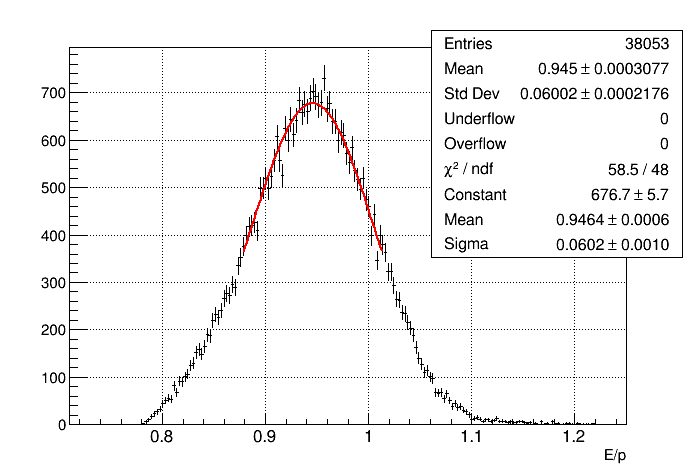 Entries 38053
Mean 0.945 ± 0.0003077
Std Dev 0.06002 ± 0.0002176
Underflow 0
Overflow 0
χ² / ndf 58.5 / 48
Constant 676.7 ± 5.7
Mean 0.9464 ± 0.0006
Sigma 0.0602 ± 0.0010
700
600
500
400
300
200
100
0
0.8 0.9 1 1.1 1.2
E/p